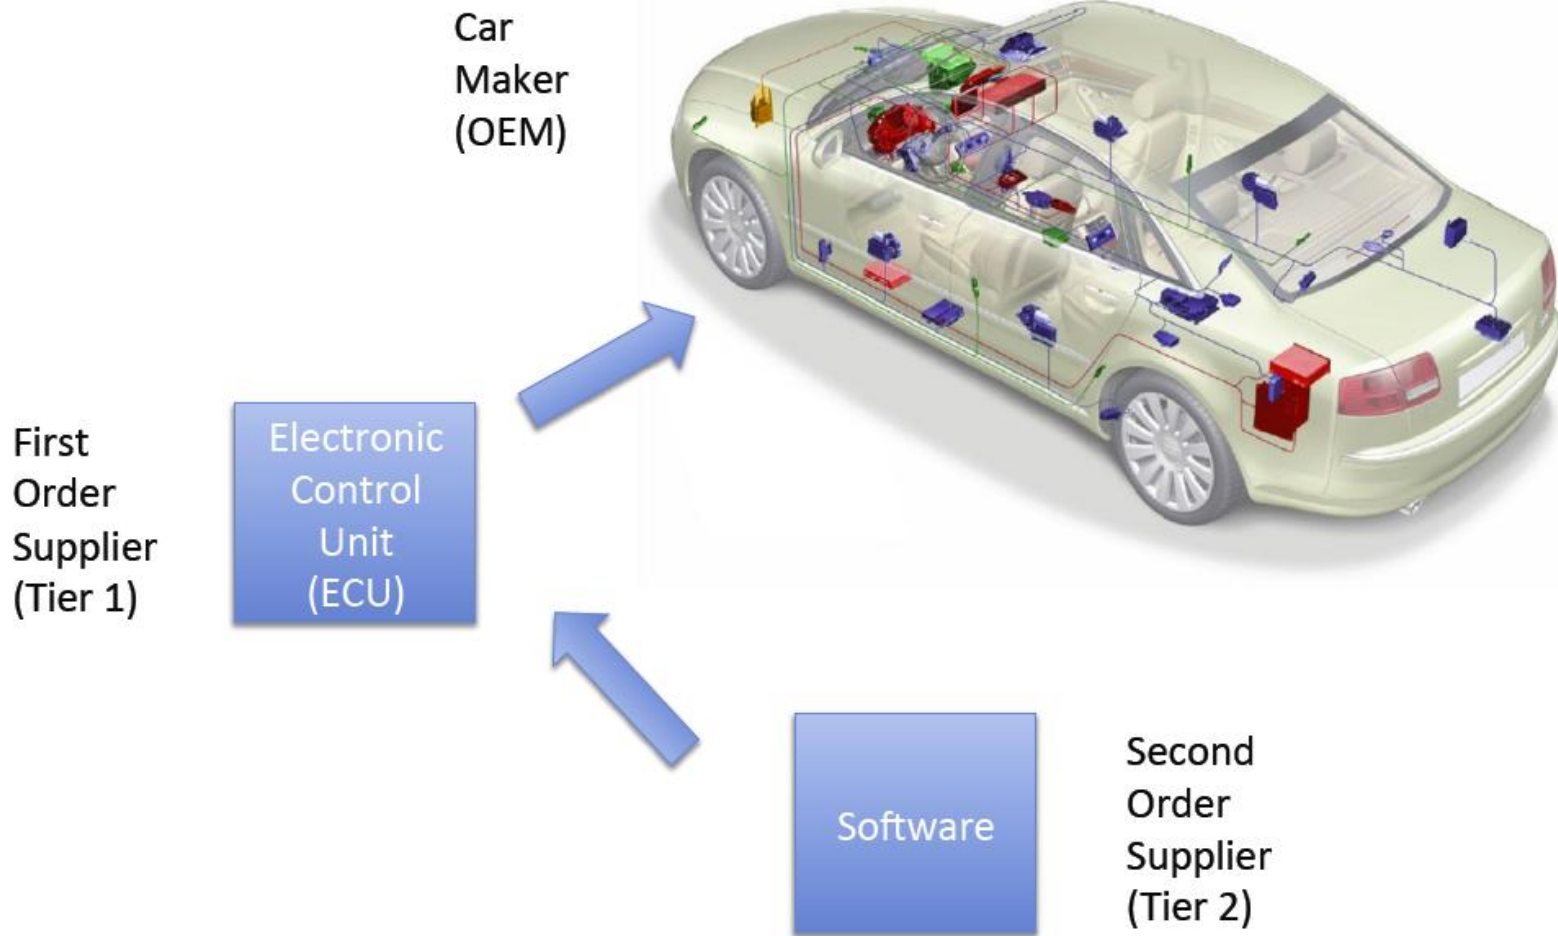 Car
Maker
(OEM)
First
Order
Supplier
(Tier 1)
Electronic
Control
Unit
(ECU)
Software
Second
Order
Supplier
(Tier 2)